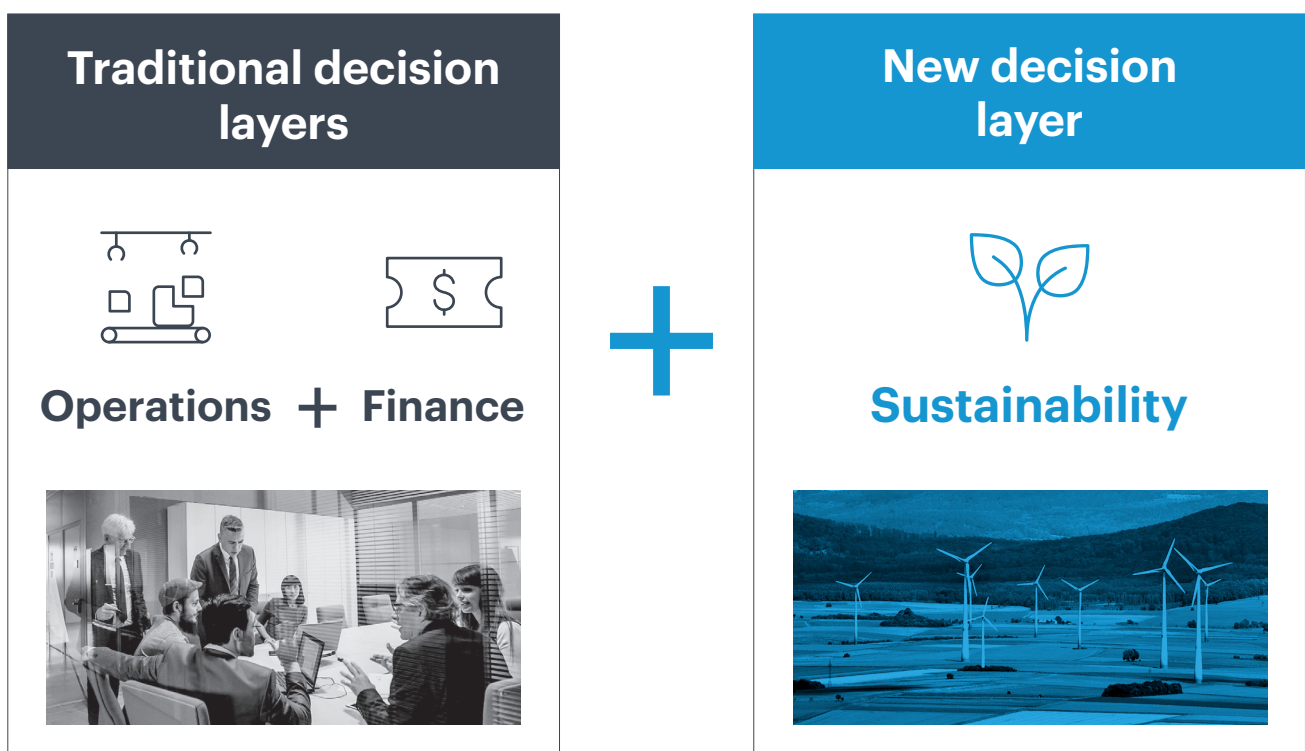 Traditional decision
layers
Operations + Finance
$
+
New decision
layer
Sustainability